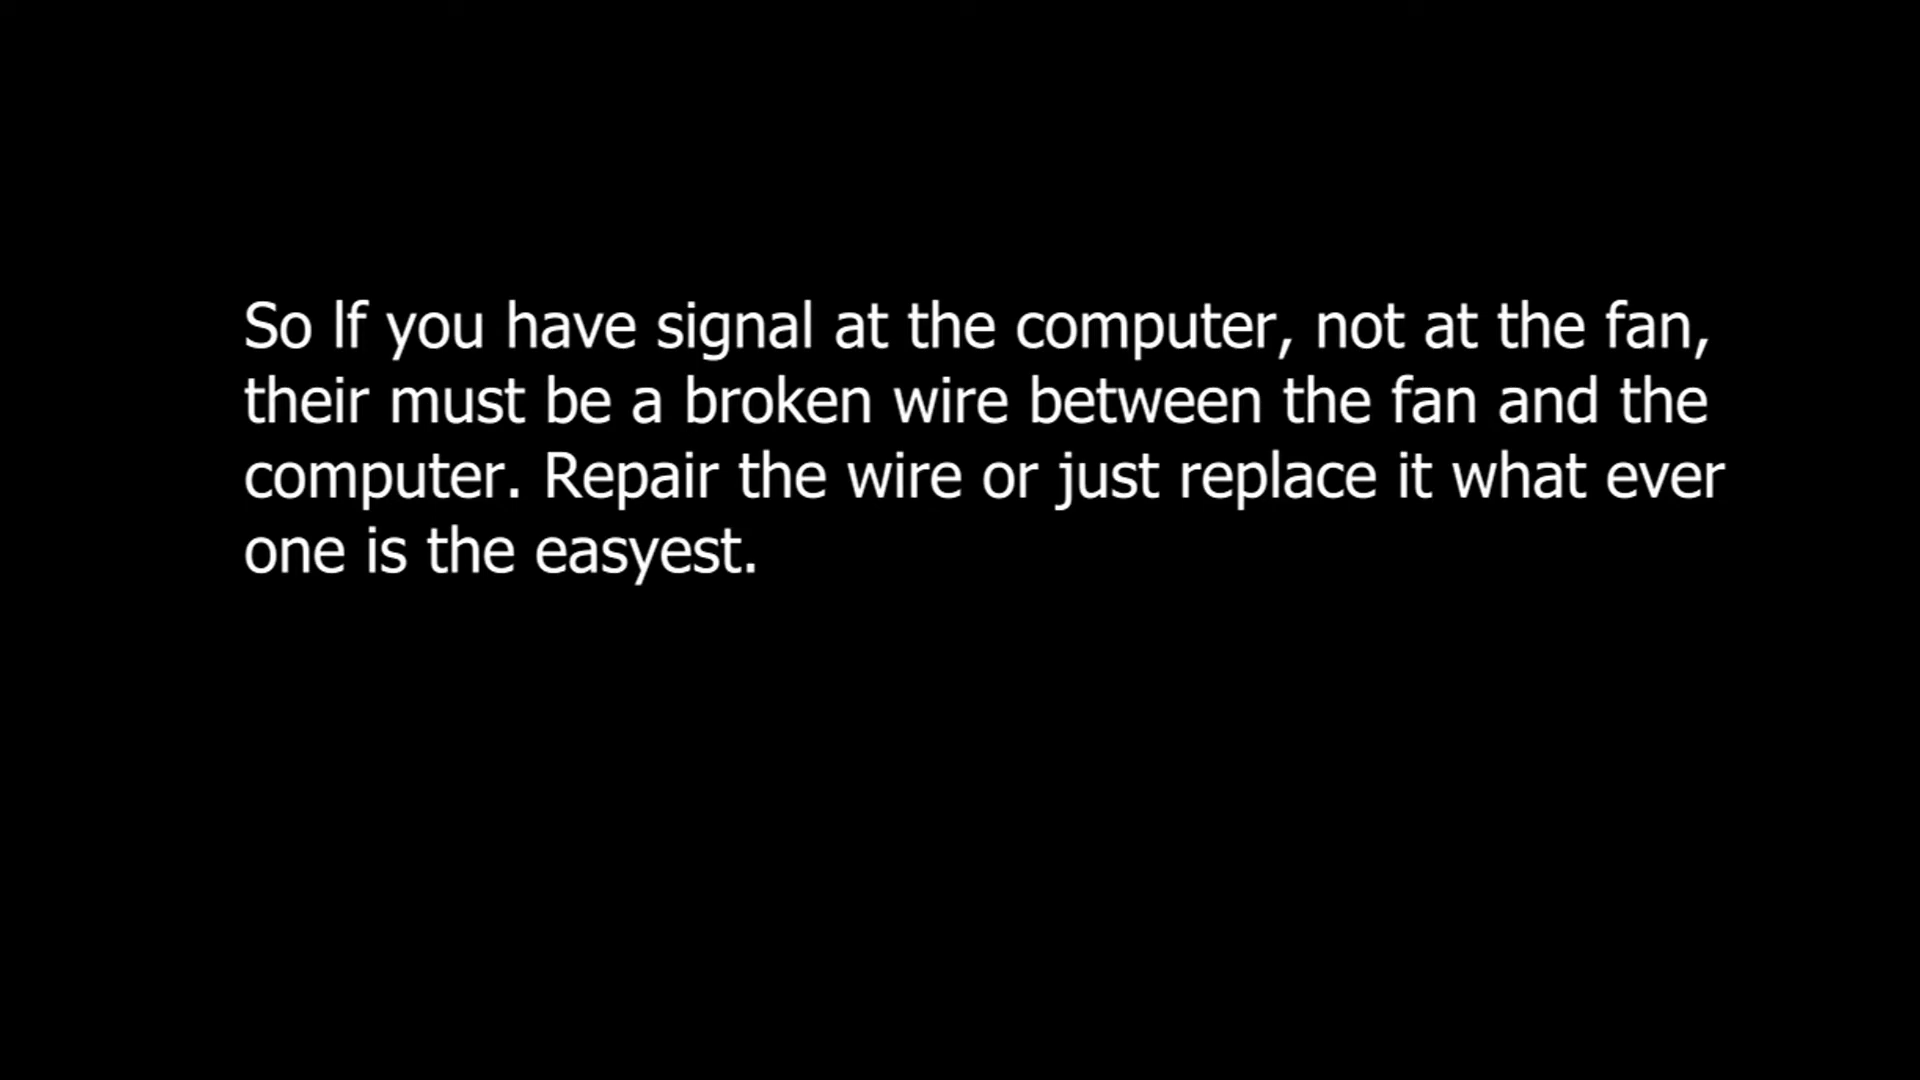 So If you have signal at the computer, not at the fan,
their must be a broken wire between the fan and the
computer. Repair the wire or just replace it what ever
one is the easyest.